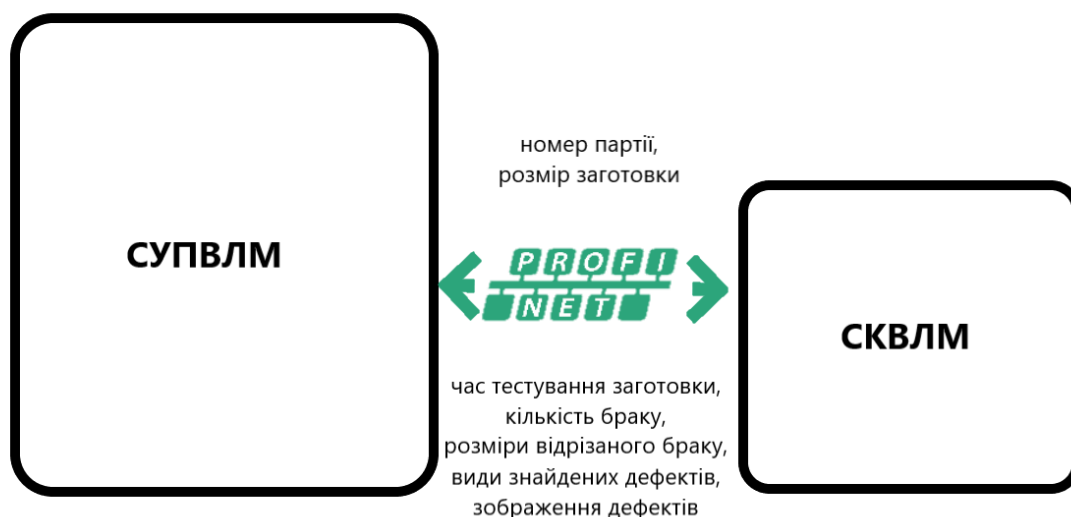 номер партії,
розмір заготовки
СУПВЛМ
PROFI
NET
СКВЛМ
час тестування заготовки,
кількість браку,
розміри відрізаного браку,
види знайдених дефектів,
зображення дефектів